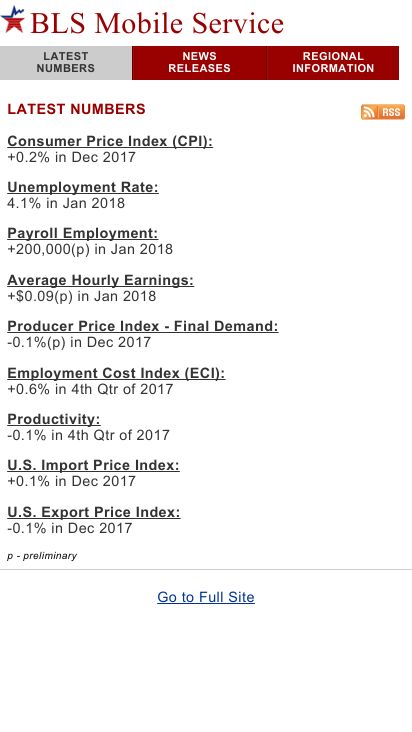 BLS Mobile Service
LATEST
NUMBERS
NEWS
RELEASES
REGIONAL
INFORMATION
LATEST NUMBERS
RSS
Consumer Price Index (CPI):
+0.2% in Dec 2017
Unemployment Rate:
4.1% in Jan 2018
Payroll Employment:
+200,000(p) in Jan 2018
Average Hourly Earnings:
+$0.09(p) in Jan 2018
Producer Price Index - Final Demand:
-0.1%(p) in Dec 2017
Employment Cost Index (ECI):
+0.6% in 4th Qtr of 2017
Productivity:
-0.1% in 4th Qtr of 2017
U.S. Import Price Index:
+0.1% in Dec 2017
U.S. Export Price Index:
-0.1% in Dec 2017
p - preliminary
Go to Full Site